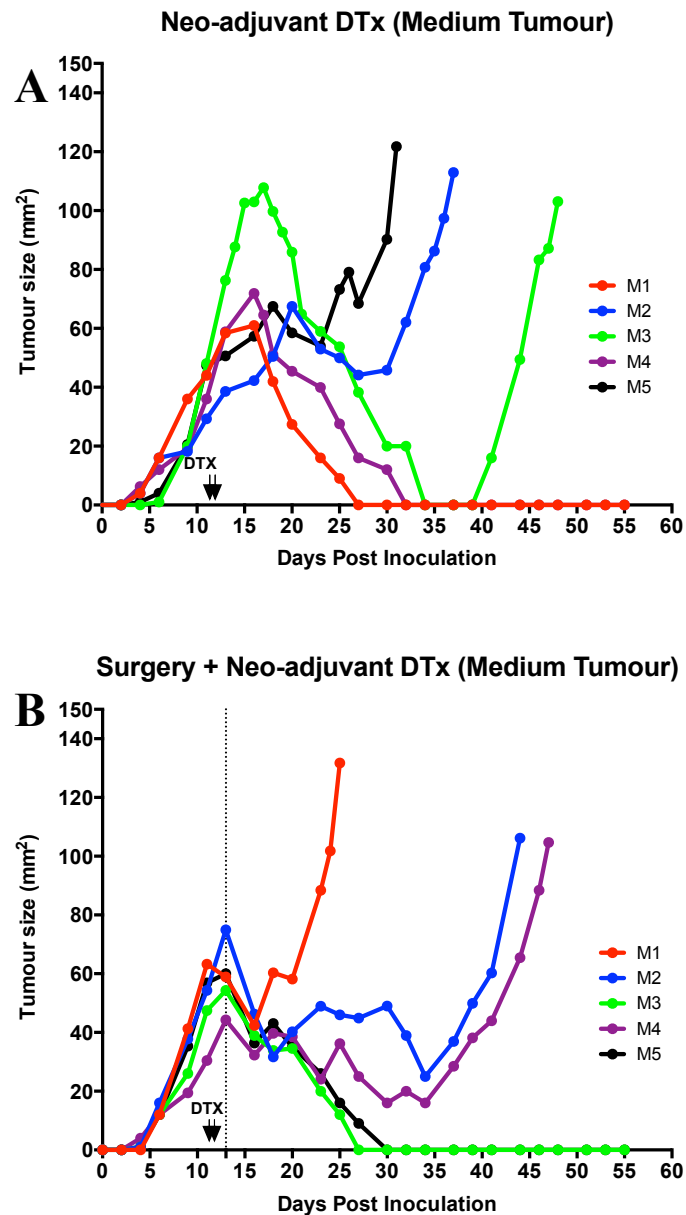 Neo-adjuvant DTx (Medium Tumour)
A
150
140
120
100
80
60
40
20
0
Tumour size (mm²)
DTX
M1
M2
M3
M4
M5
0 5 10 15 20 25 30 35 40 45 50 55
Days Post Inoculation
Surgery + Neo-adjuvant DTx (Medium Tumour)
B
150
140
120
100
80
60
40
20
0
Tumour size (mm²)
DTX
M1
M2
M3
M4
M5
0 5 10 15 20 25 30 35 40 45 50 55
Days Post Inoculation